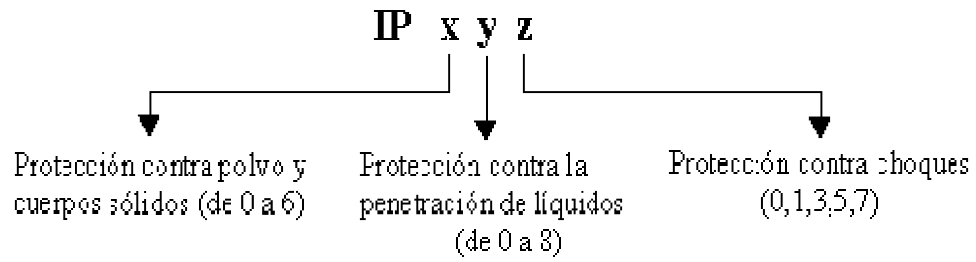 IP x y z
Protección contra polvo y
cuerpos sólidos (de 0 a 6)
Protección contra la
penetración de líquidos
(de 0 a 8)
Protección contra choques
(0,1,3,5,7)